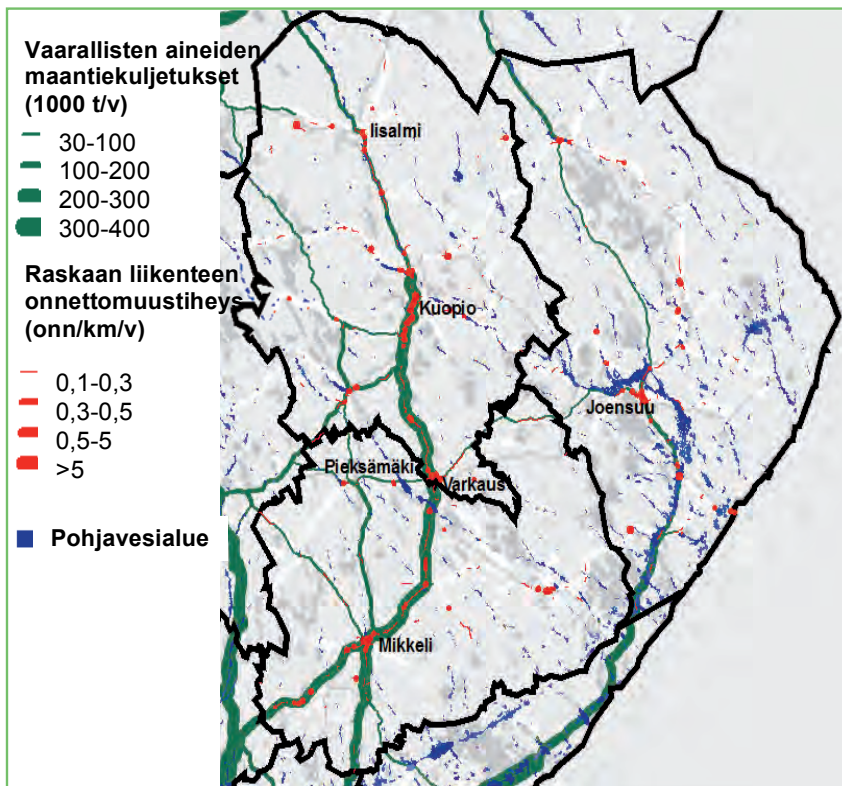 Vaarallisten aineiden
maantiekuljetukset
(1000 t/v)
30-100
100-200
200-300
300-400
Raskaan liikenteen
onnettomuustiheys
(onn/km/v)
0,1-0,3
0,3-0,5
0,5-5
>5
Pohjavesialue
Iisalmi
Kuopio
Joensuu
Pieksämäki
Varkaus
Mikkeli